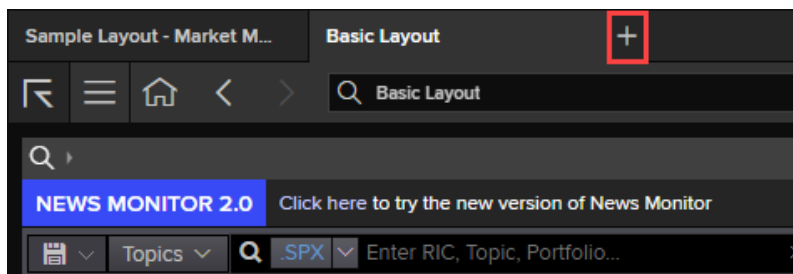 Sample Layout - Market M... Basic Layout
Basic Layout
NEWS MONITOR 2.0 Click here to try the new version of News Monitor
Topics .SPX Enter RIC, Topic, Portfolio...